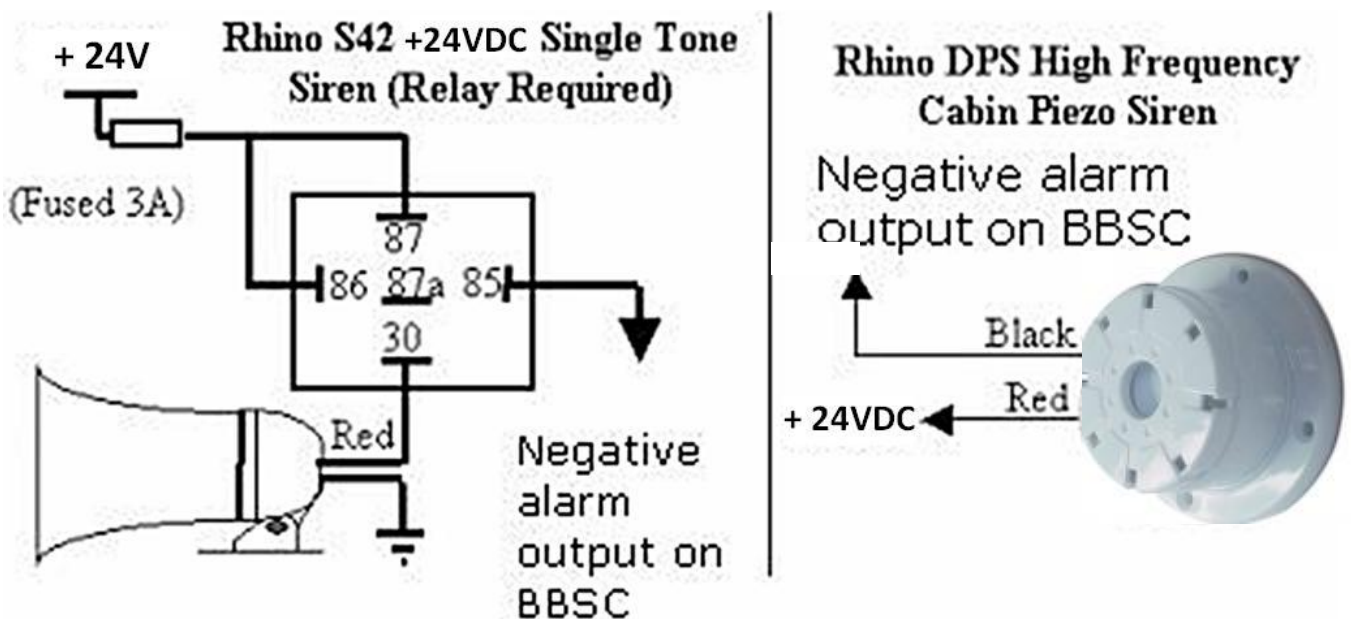 + 24V
Rhino S42 +24VDC Single Tone
Siren (Relay Required)
(Fused 3A)
87
86 87a 85
30
Red
Negative
alarm
output on
BBSC
Rhino DPS High Frequency
Cabin Piezo Siren
Negative alarm
output on BBSC
Black
Red
+ 24VDC